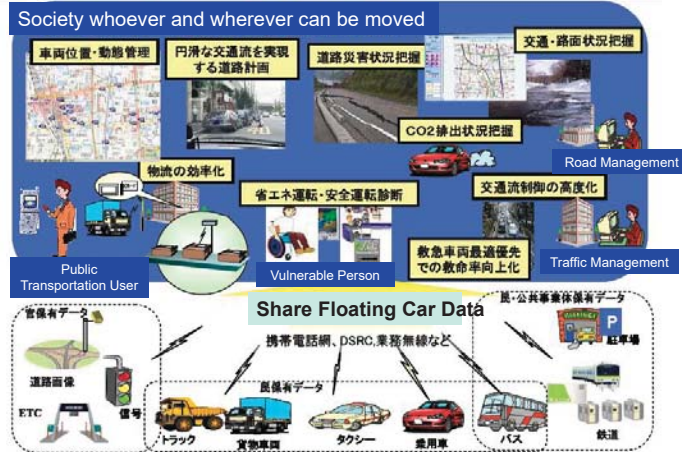 Society whoever and wherever can be moved
車両位置・動態管理
円滑な交通流を実現
する道路計画
道路災害状況把握
交通・路面状況把握
CO2排出状況把握
Road Management
物流の効率化
省エネ運転・安全運転診断
交通流制御の高度化
救急車両最適優先
での救命率向上化
Public
Transportation User
Vulnerable Person
Traffic Management
Share Floating Car Data
官保有データ
民・公共事業体保有データ
携帯電話網、DSRC,業務無線など
P
駐車場
道路画像
信号
ETC
民保有データ
トラック
貨物車両
タクシー
乗用車
バス
鉄道